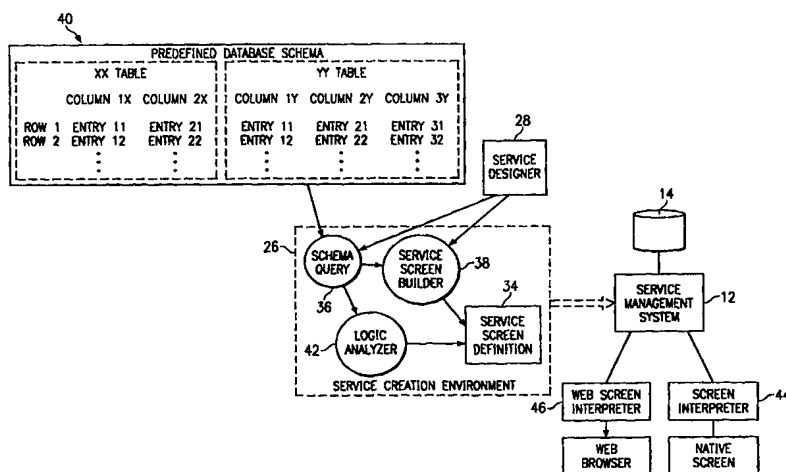 40
PREDEFINED DATABASE SCHEMA
XX TABLE
COLUMN 1X COLUMN 2X
ROW 1 ENTRY 11 ENTRY 21
ROW 2 ENTRY 12 ENTRY 22
YY TABLE
COLUMN 1Y COLUMN 2Y COLUMN 3Y
ENTRY 11 ENTRY 21 ENTRY 31
ENTRY 12 ENTRY 22 ENTRY 32
28
SERVICE
DESIGNER
14
26
SCHEMA
QUERY
36
SERVICE
SCREEN
BUILDER
38
34
SERVICE
SCREEN
DEFINITION
42
LOGIC
ANALYZER
SERVICE CREATION ENVIRONMENT
SERVICE
MANAGEMENT
SYSTEM
12
46
WEB SCREEN
INTERPRETER
SCREEN
INTERPRETER
44
WEB
BROWSER
NATIVE
SCREEN